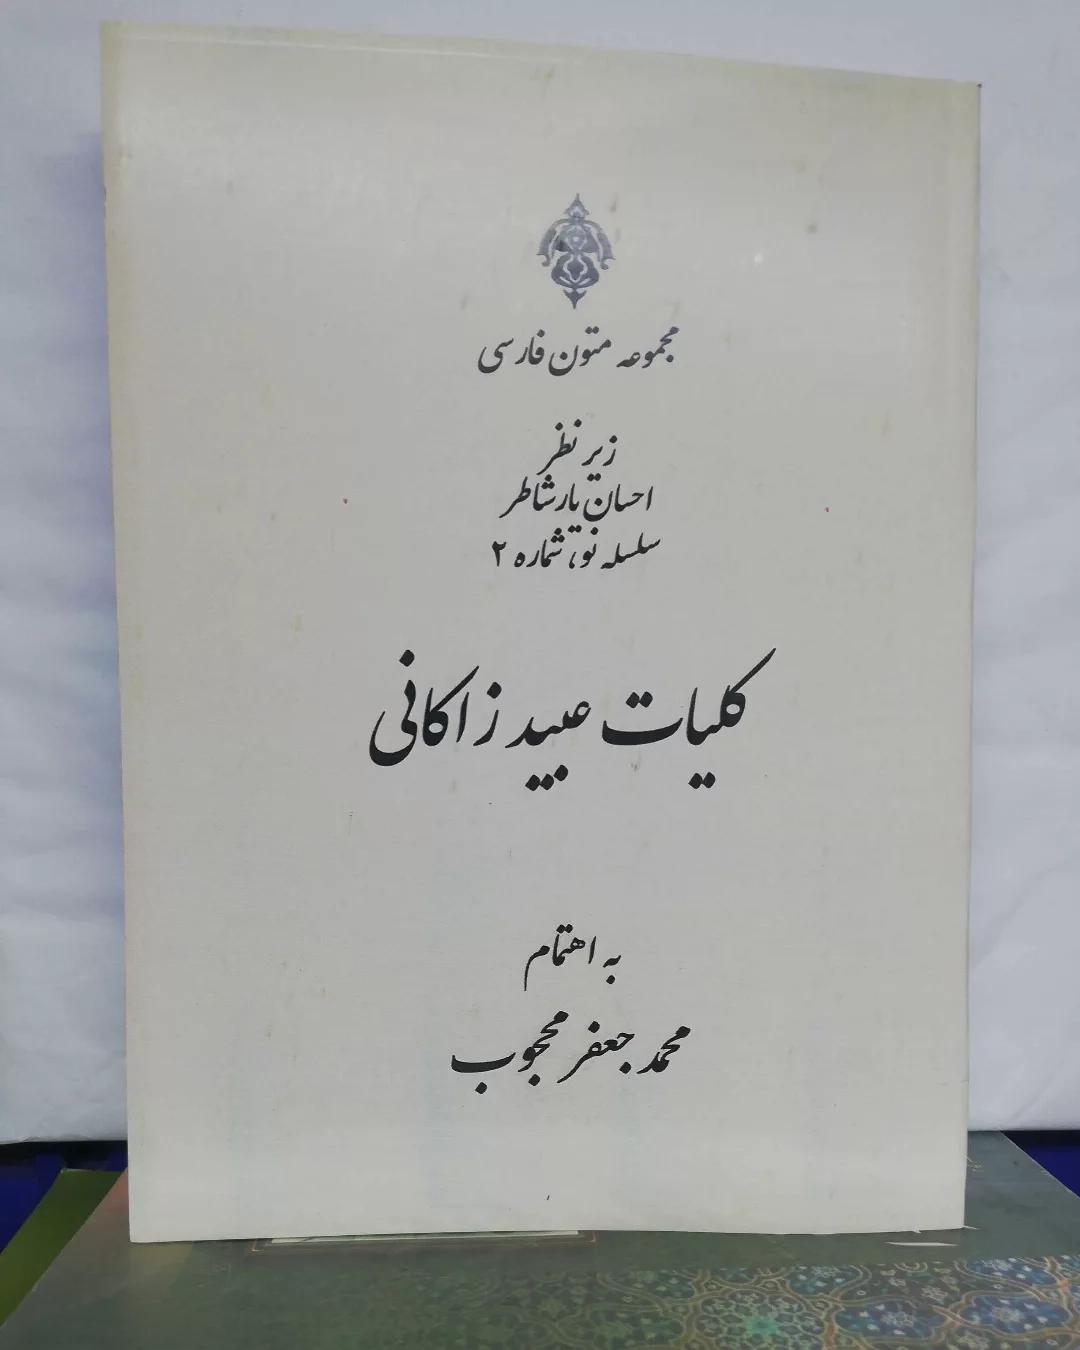 مجموعه متون فارسی
زیر نظر
احسان یارشاطر
سلسله نو، شماره ۲
کلیات عبید زاکانی
به اهتمام
محمد جعفر محجوب